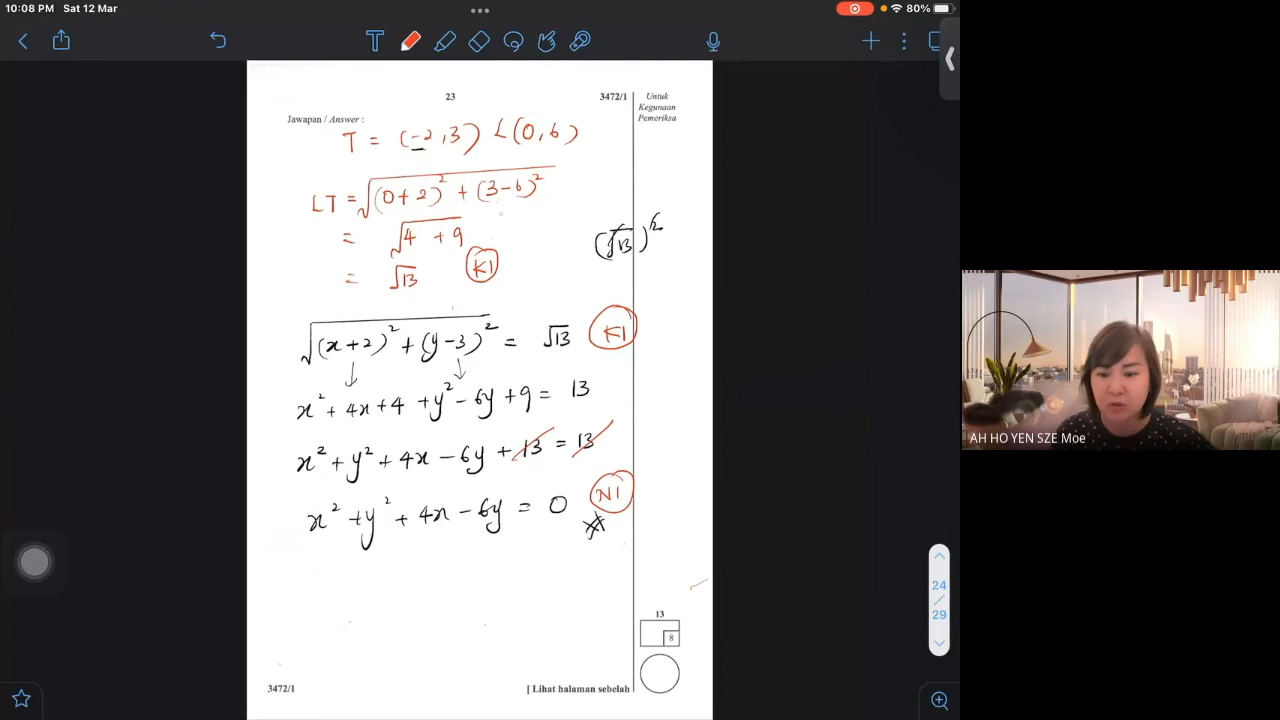 10:08 PM Sat 12 Mar
80%
23
3472/1
Untuk
Kegunaan
Pemeriksa
Jawapan / Answer :
T = (-2, 3) L(0, 6)
LT = √((0+2)² + (3-6)²)
= √(4 + 9)
(√13)²
= √13 K1
√((x+2)² + (y-3)²) = √13 K1
x² + 4x + 4 + y² - 6y + 9 = 13
x² + y² + 4x - 6y + 13 = 13
x² + y² + 4x - 6y = 0 N1
AH HO YEN SZE Moe
24
/
29
13
8
3472/1
[ Lihat halaman sebelah